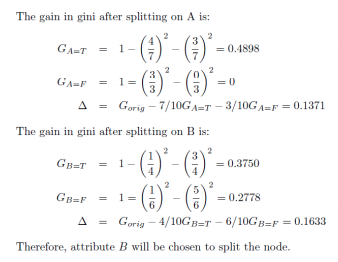 The gain in gini after splitting on A is:
G_{A=T} = 1 − (4/7)² − (3/7)² = 0.4898
G_{A=F} = 1 = (3/3)² − (0/3)² = 0
Δ = G_{orig} − 7/10G_{A=T} − 3/10G_{A=F} = 0.1371
The gain in gini after splitting on B is:
G_{B=T} = 1 − (1/4)² − (3/4)² = 0.3750
G_{B=F} = 1 = (1/6)² − (5/6)² = 0.2778
Δ = G_{orig} − 4/10G_{B=T} − 6/10G_{B=F} = 0.1633
Therefore, attribute B will be chosen to split the node.